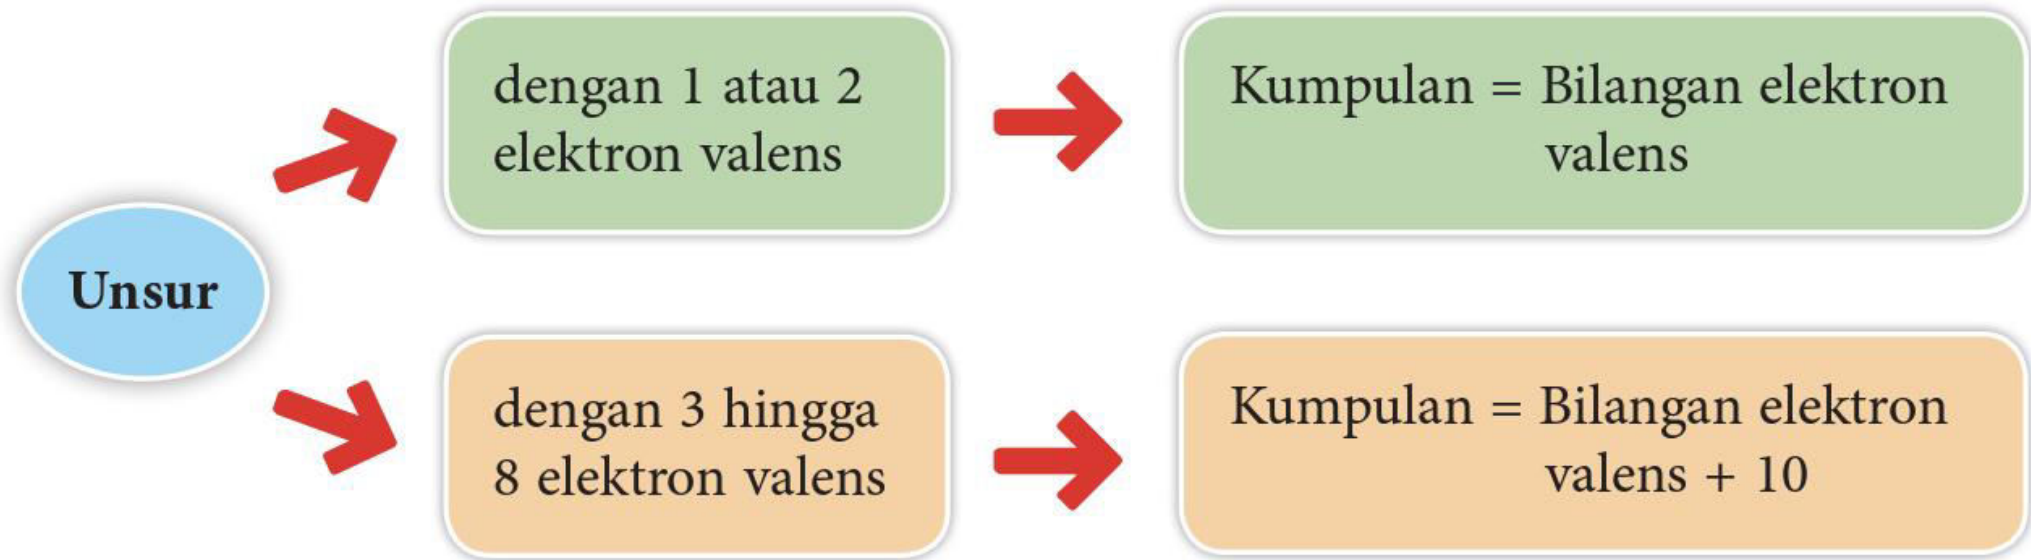 Unsur
dengan 1 atau 2
elektron valens
Kumpulan = Bilangan elektron
valens
dengan 3 hingga
8 elektron valens
Kumpulan = Bilangan elektron
valens + 10